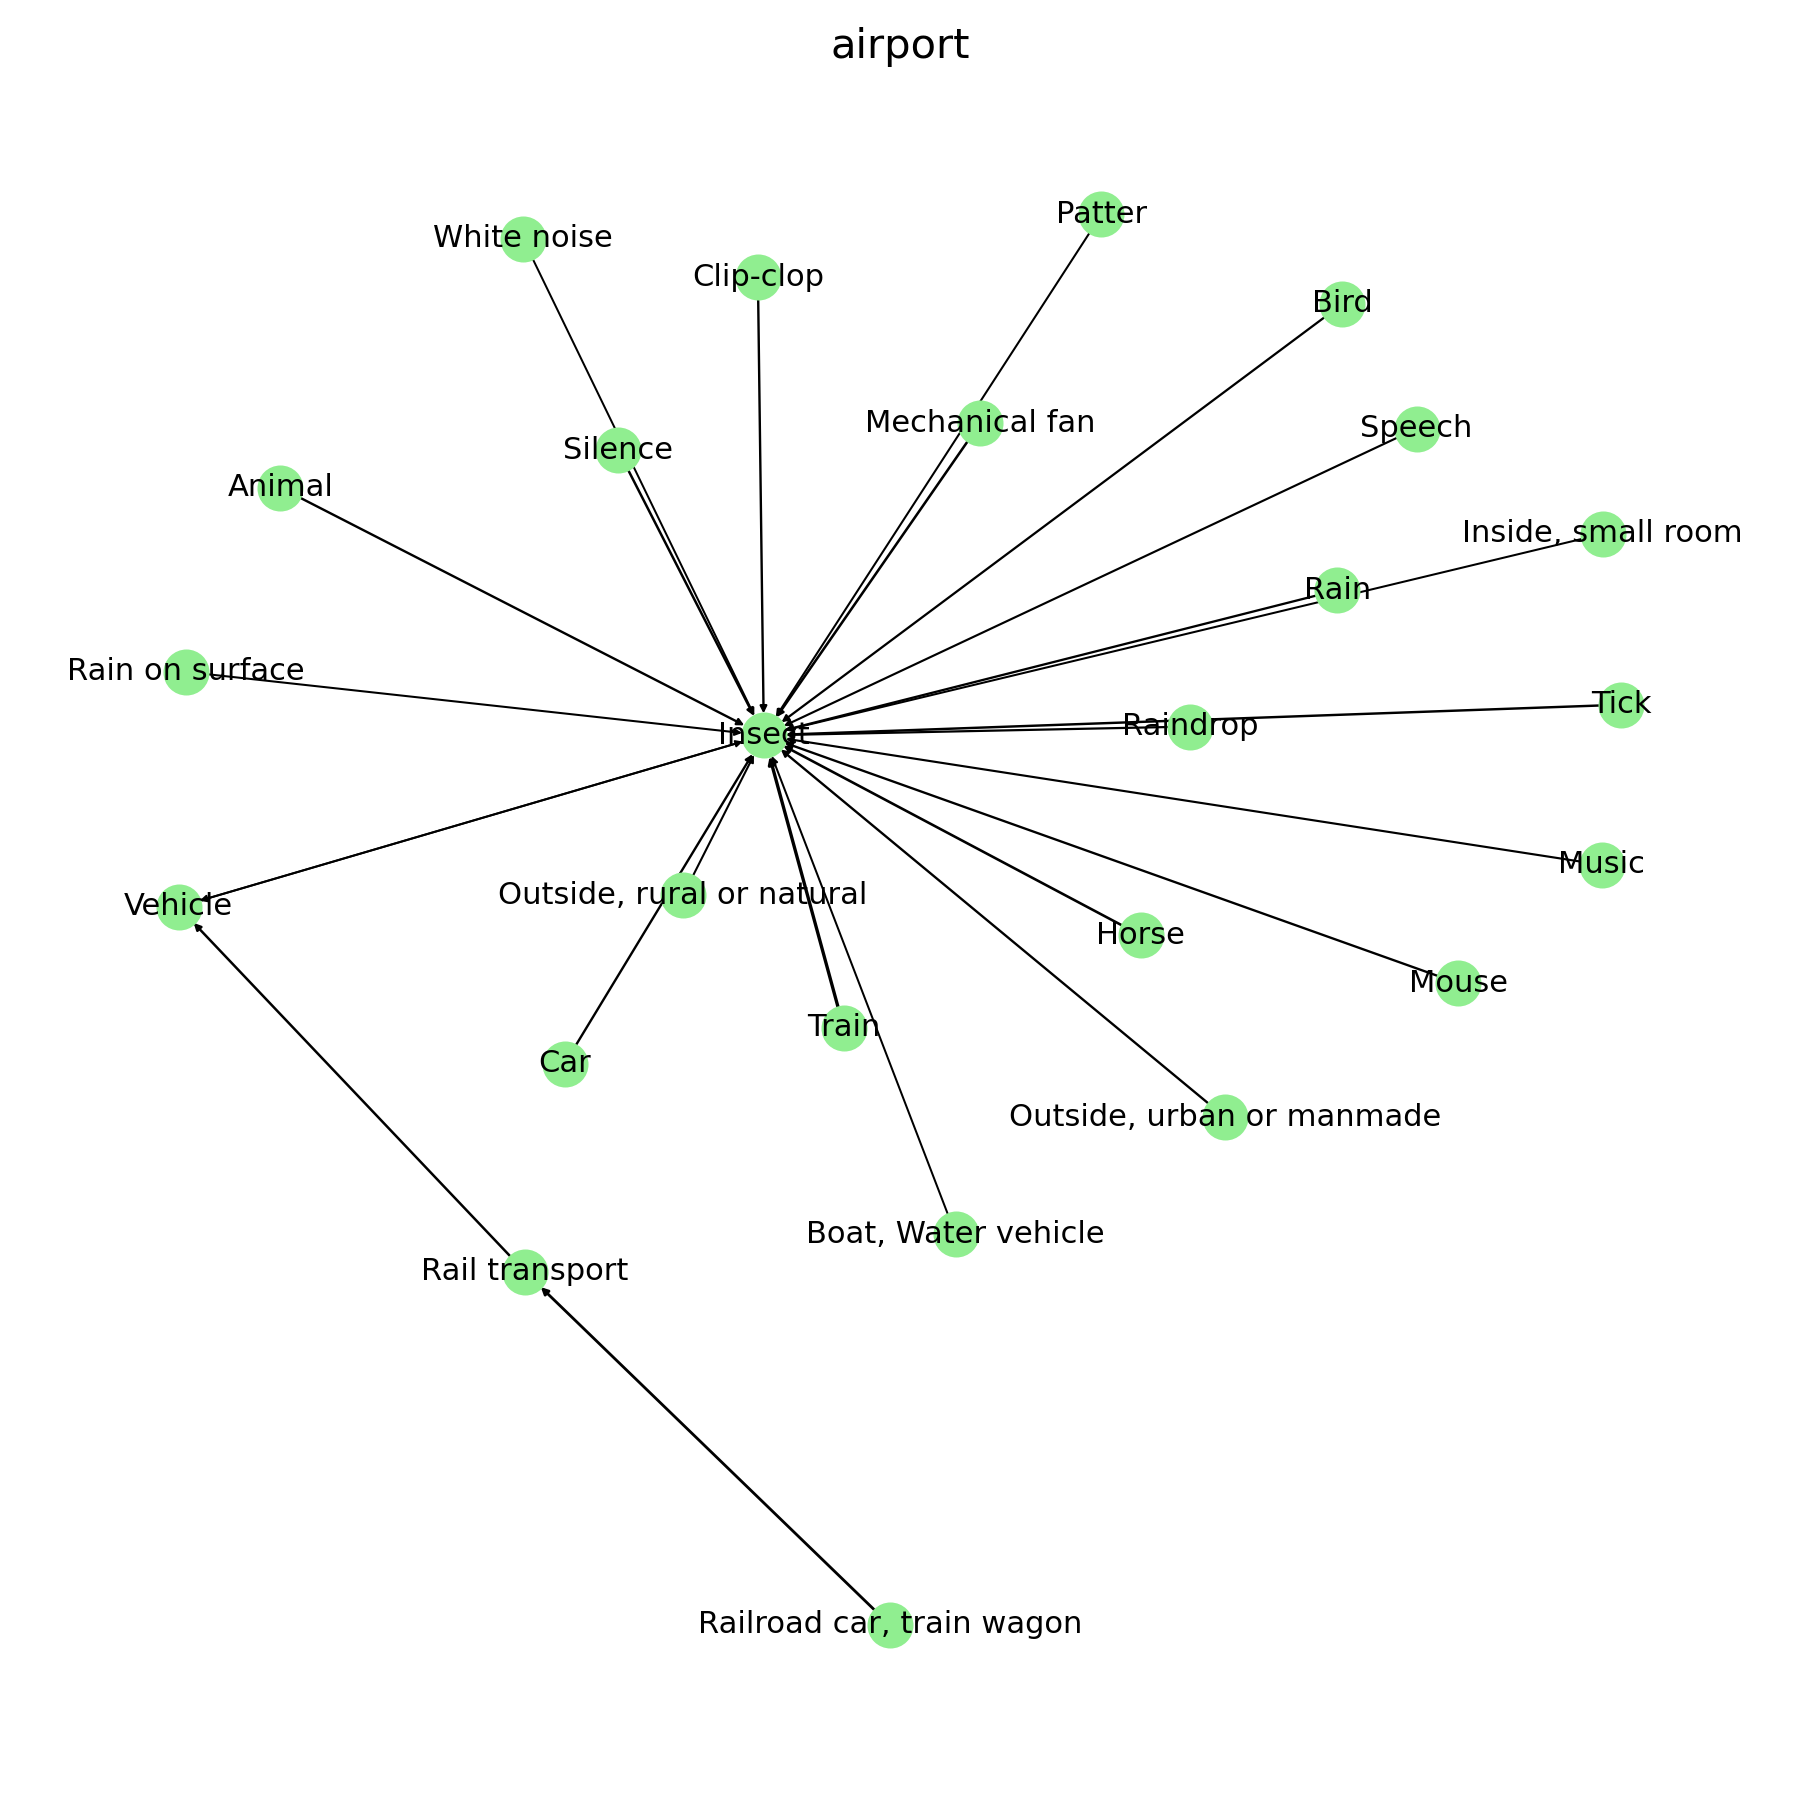 airport
Patter
White noise
Clip-clop
Bird
Mechanical fan
Speech
Silence
Animal
Inside, small room
Rain
Rain on surface
Tick
Raindrop
Insect
Music
Outside, rural or natural
Vehicle
Horse
Mouse
Train
Car
Outside, urban or manmade
Boat, Water vehicle
Rail transport
Railroad car, train wagon